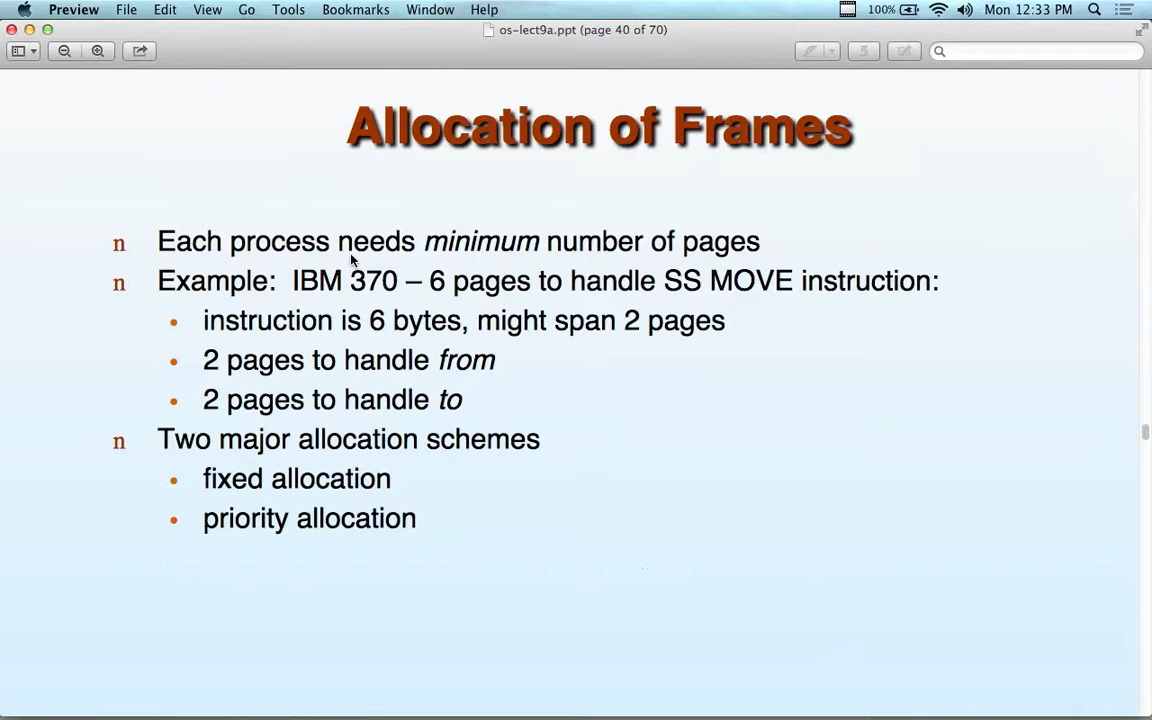 Preview File Edit View Go Tools Bookmarks Window Help 100% Mon 12:33 PM
os-lect9a.ppt (page 40 of 70)
5
Allocation of Frames
n Each process needs minimum number of pages
n Example: IBM 370 – 6 pages to handle SS MOVE instruction:
• instruction is 6 bytes, might span 2 pages
• 2 pages to handle from
• 2 pages to handle to
n Two major allocation schemes
• fixed allocation
• priority allocation